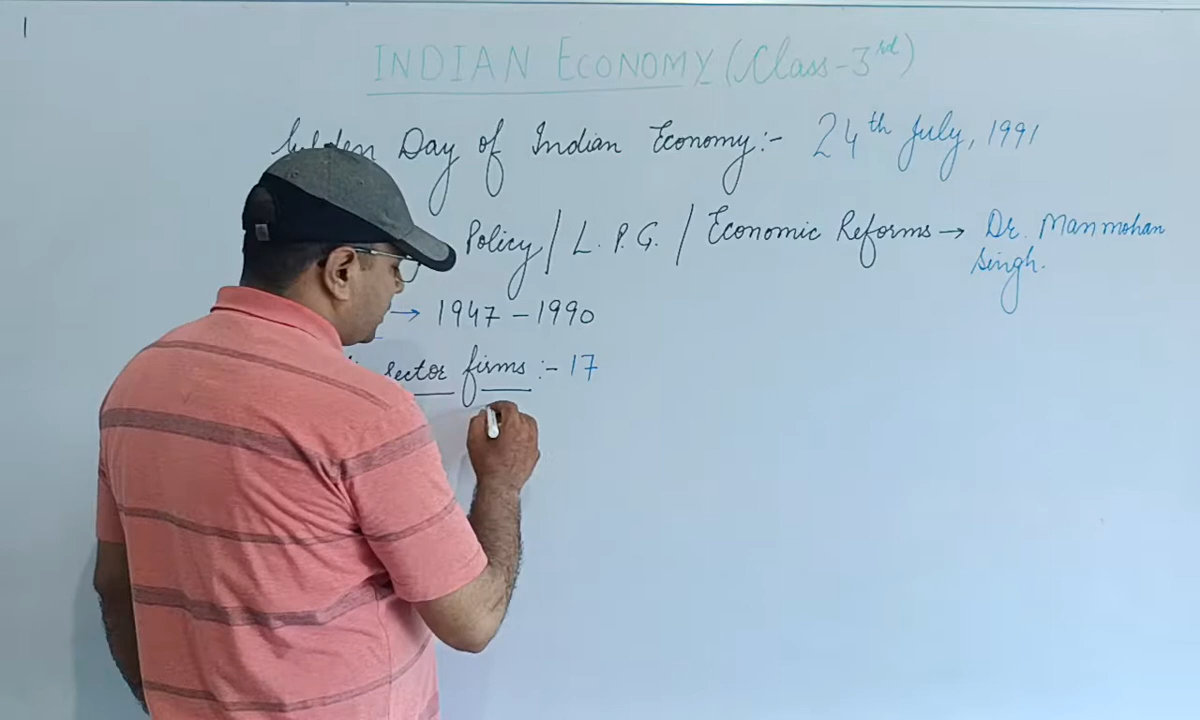 INDIAN ECONOMY (Class-3rd)
Golden Day of Indian Economy:- 24th July, 1991
Policy / L. P. G. / Economic Reforms → Dr. Manmohan
Singh.
→ 1947 - 1990
sector firms :- 17